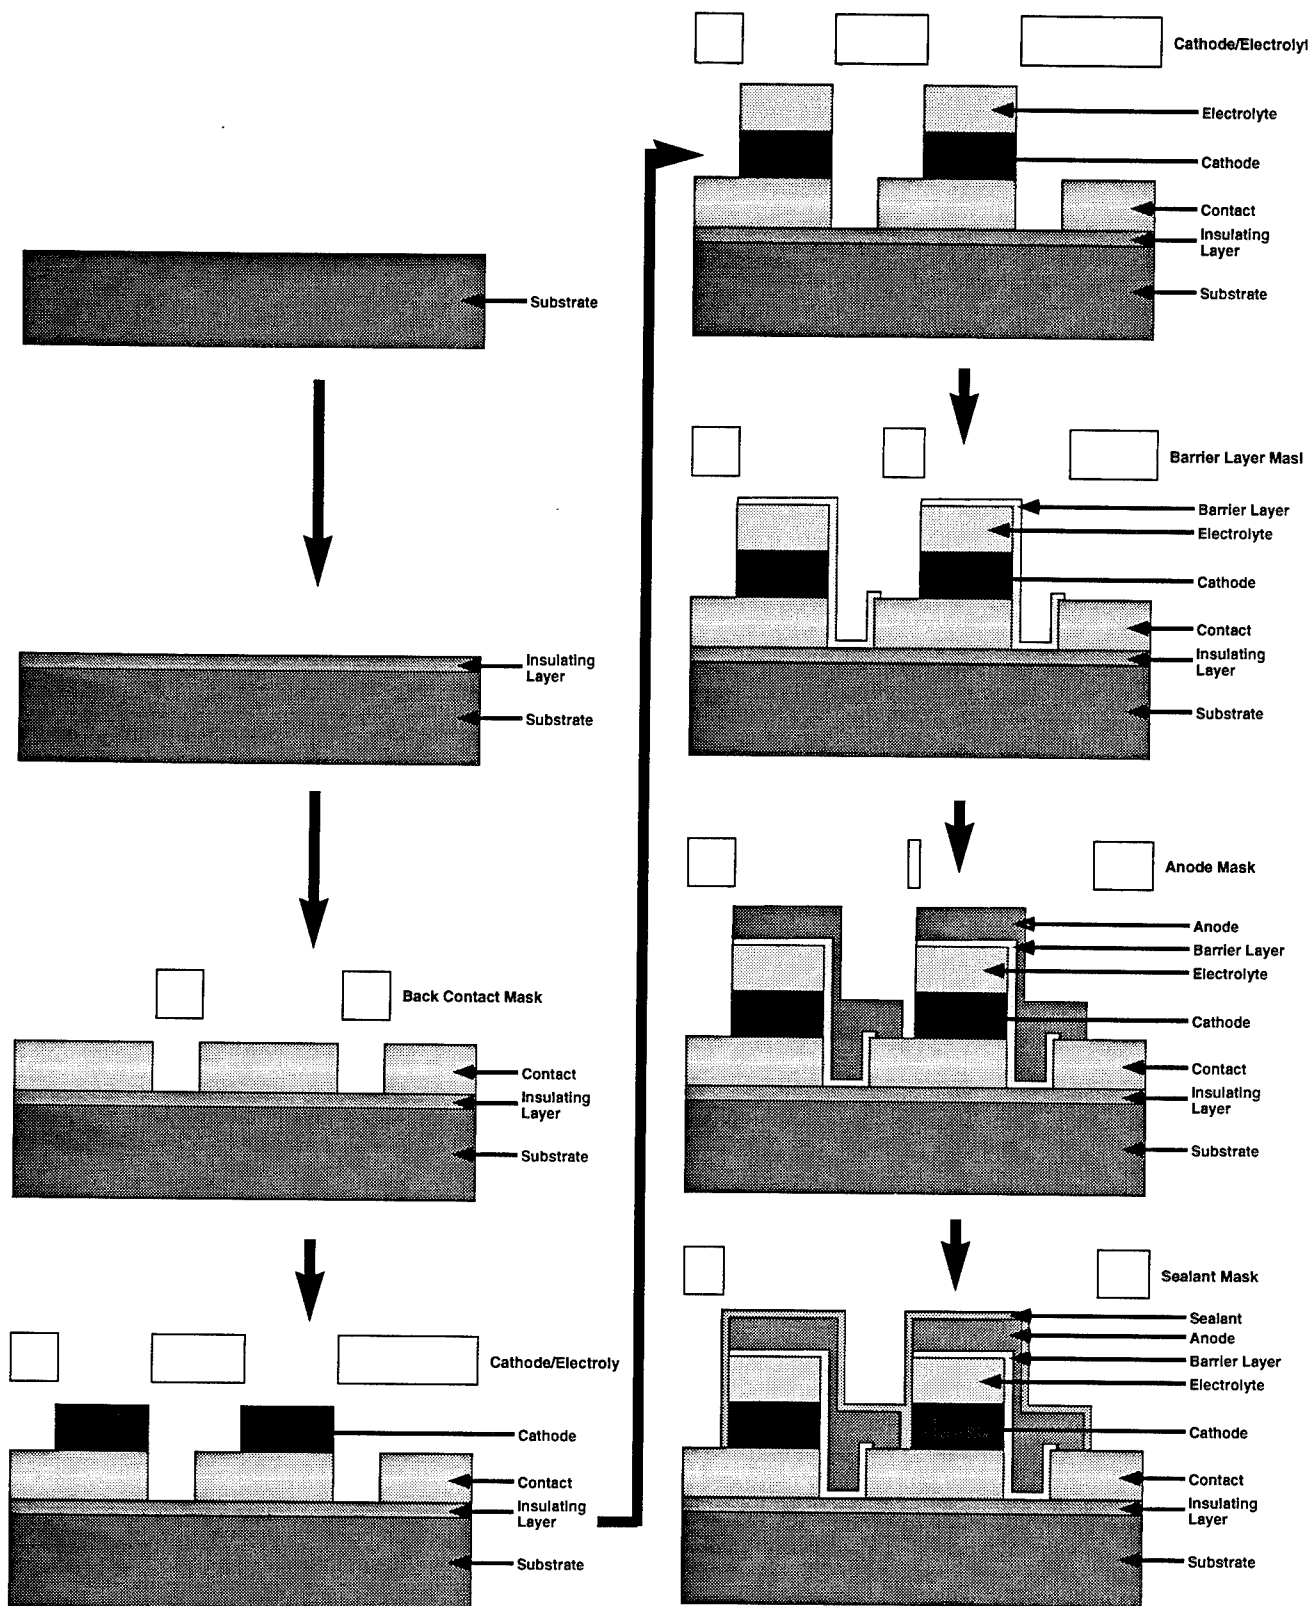 Substrate
Insulating
Layer
Substrate
Back Contact Mask
Contact
Insulating
Layer
Substrate
Cathode/Electroly
Cathode
Contact
Insulating
Layer
Substrate
Cathode/Electrolyt
Electrolyte
Cathode
Contact
Insulating
Layer
Substrate
Barrier Layer Mask
Barrier Layer
Electrolyte
Cathode
Contact
Insulating
Layer
Substrate
Anode Mask
Anode
Barrier Layer
Electrolyte
Cathode
Contact
Insulating
Layer
Substrate
Sealant Mask
Sealant
Anode
Barrier Layer
Electrolyte
Cathode
Contact
Insulating
Layer
Substrate